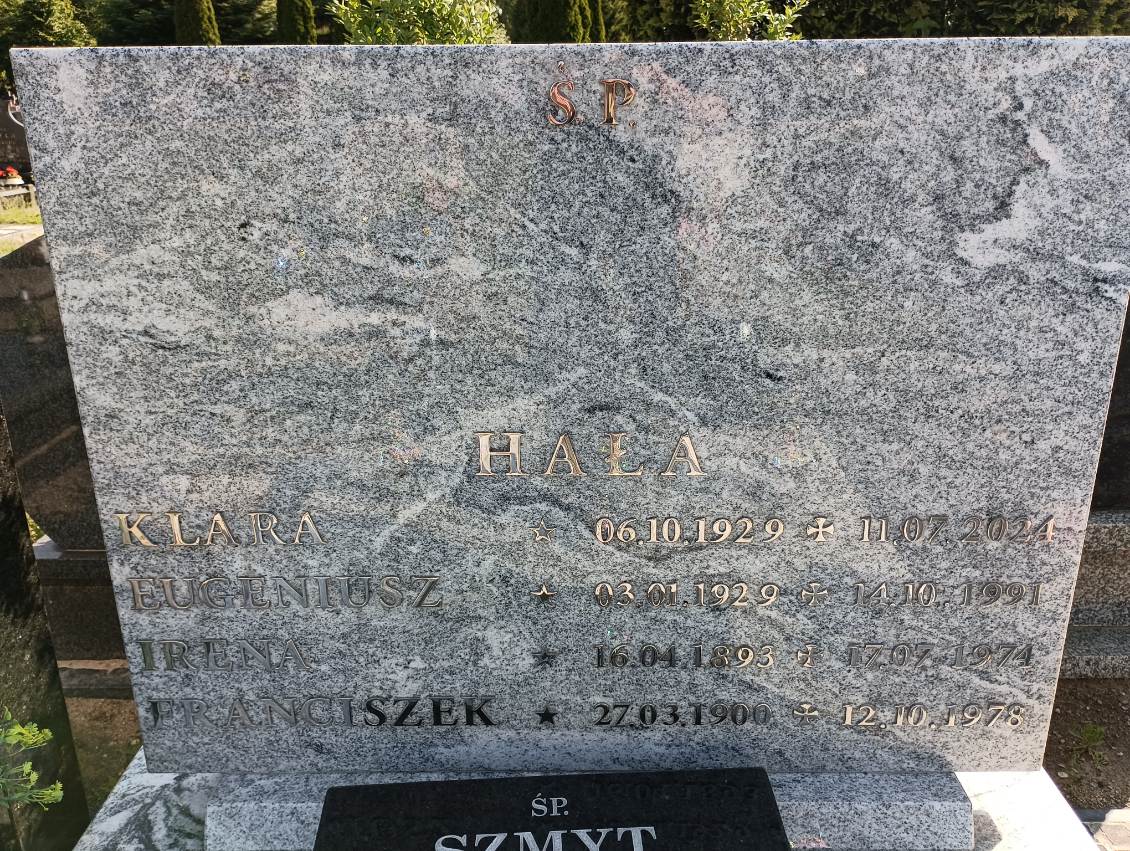 Ś. P.
HAŁA
KLARA ☆ 06.10.1929 ✠ 11.07.2024
EUGENIUSZ ★ 03.01.1929 ✠ 14.10.1991
IRENA ★ 16.04.1893 ✠ 17.07.1974
FRANCISZEK ★ 27.03.1900 ✠ 12.10.1978
ŚP.
SZMYT